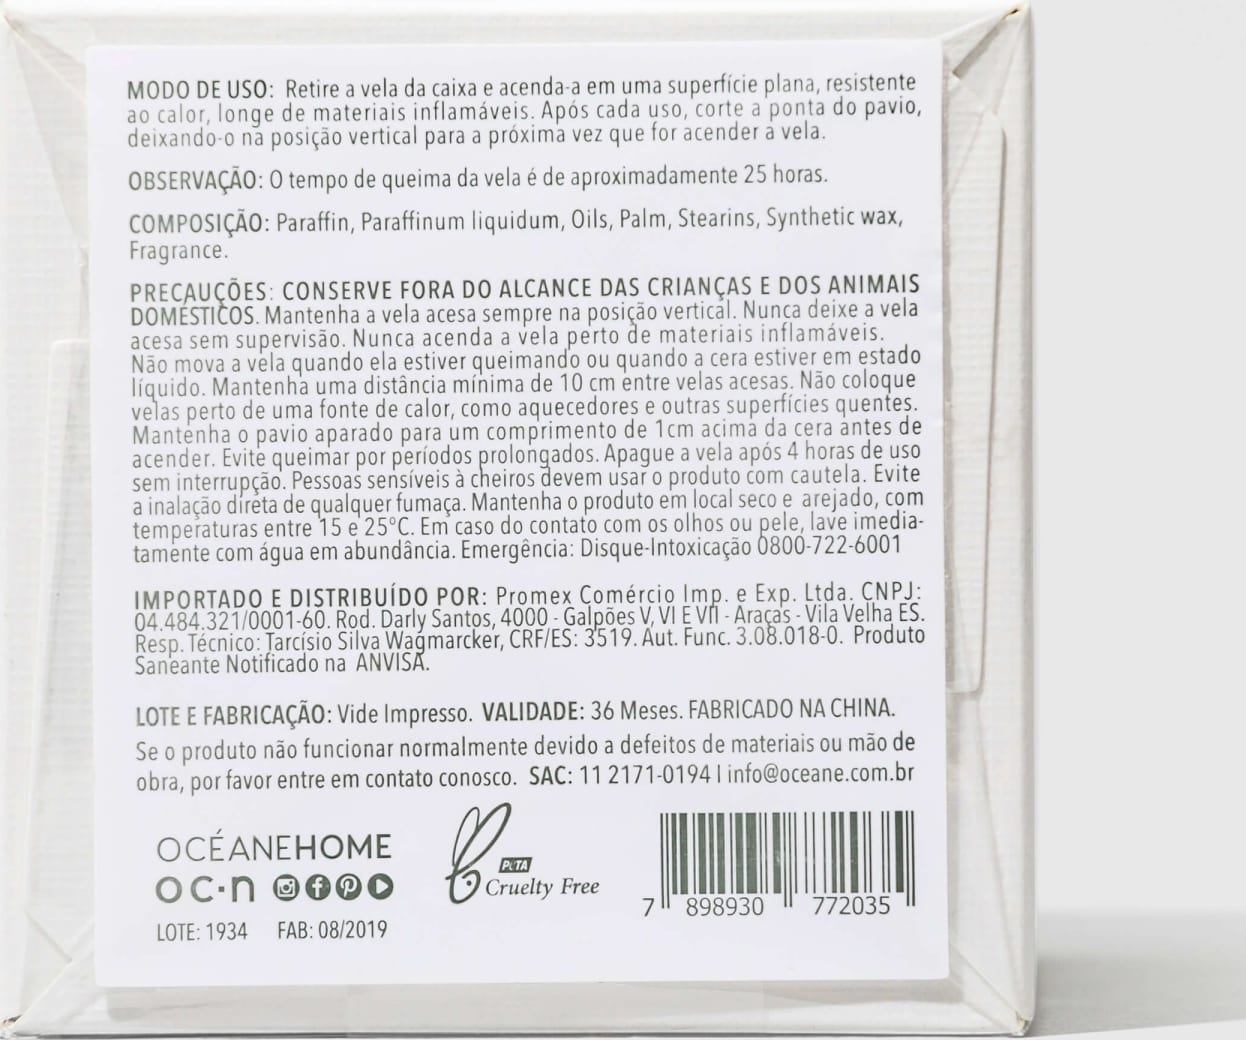 MODO DE USO: Retire a vela da caixa e acenda-a em uma superfície plana, resistente
ao calor, longe de materiais inflamáveis. Após cada uso, corte a ponta do pavio,
deixando-o na posição vertical para a próxima vez que for acender a vela.
OBSERVAÇÃO: O tempo de queima da vela é de aproximadamente 25 horas.
COMPOSIÇÃO: Paraffin, Paraffinum liquidum, Oils, Palm, Stearins, Synthetic wax,
Fragrance.
PRECAUÇÕES: CONSERVE FORA DO ALCANCE DAS CRIANÇAS E DOS ANIMAIS
DOMÉSTICOS. Mantenha a vela acesa sempre na posição vertical. Nunca deixe a vela
acesa sem supervisão. Nunca acenda a vela perto de materiais inflamáveis.
Não mova a vela quando ela estiver queimando ou quando a cera estiver em estado
líquido. Mantenha uma distância mínima de 10 cm entre velas acesas. Não coloque
velas perto de uma fonte de calor, como aquecedores e outras superfícies quentes.
Mantenha o pavio aparado para um comprimento de 1cm acima da cera antes de
acender. Evite queimar por períodos prolongados. Apague a vela após 4 horas de uso
sem interrupção. Pessoas sensíveis à cheiros devem usar o produto com cautela. Evite
a inalação direta de qualquer fumaça. Mantenha o produto em local seco e arejado, com
temperaturas entre 15 e 25°C. Em caso do contato com os olhos ou pele, lave imedia-
tamente com água em abundância. Emergência: Disque-Intoxicação 0800-722-6001
IMPORTADO E DISTRIBUÍDO POR: Promex Comércio Imp. e Exp. Ltda. CNPJ:
04.484.321/0001-60. Rod. Darly Santos, 4000 - Galpões V, VI E VII - Araças - Vila Velha ES.
Resp. Técnico: Tarcísio Silva Wagmarcker, CRF/ES: 3519. Aut. Func. 3.08.018-0. Produto
Saneante Notificado na ANVISA.
LOTE E FABRICAÇÃO: Vide Impresso. VALIDADE: 36 Meses. FABRICADO NA CHINA.
Se o produto não funcionar normalmente devido a defeitos de materiais ou mão de
obra, por favor entre em contato conosco. SAC: 11 2171-0194 I info@oceane.com.br
OCÉANEHOME
oc·n
PETA
Cruelty Free
LOTE: 1934 FAB: 08/2019
7 898930 772035